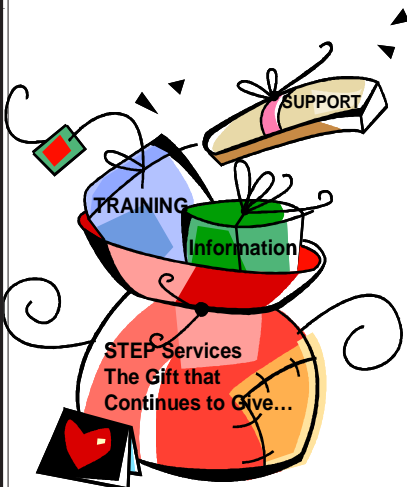 SUPPORT
TRAINING
Information
STEP Services
The Gift that
Continues to Give…